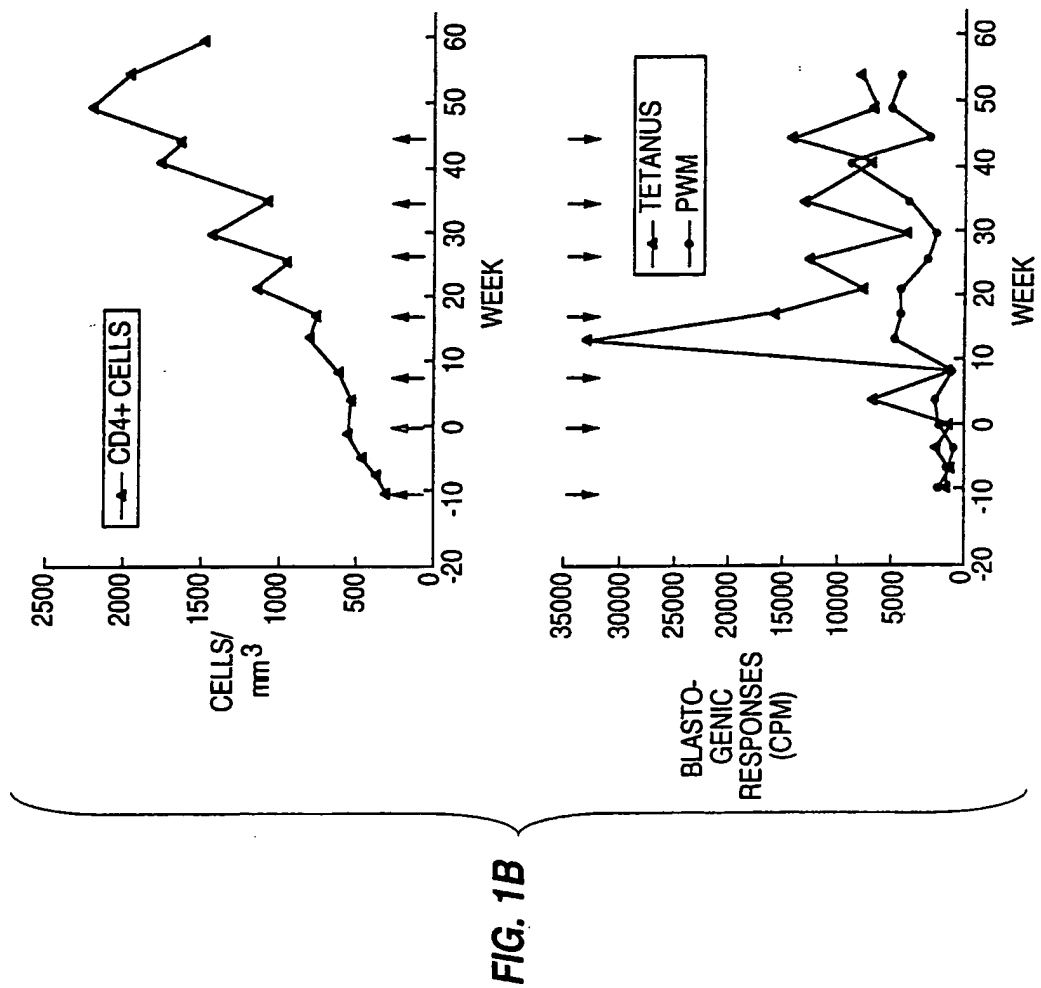 FIG. 1B
CD4+ CELLS
CELLS/
mm3
2500
2000
1500
1000
500
0
-20
-10
0
10
20
30
40
50
60
WEEK
TETANUS
PWM
BLASTO-
GENIC
RESPONSES
(CPM)
35000
30000
25000
20000
15000
10000
5000
0
-20
-10
0
10
20
30
40
50
60
WEEK